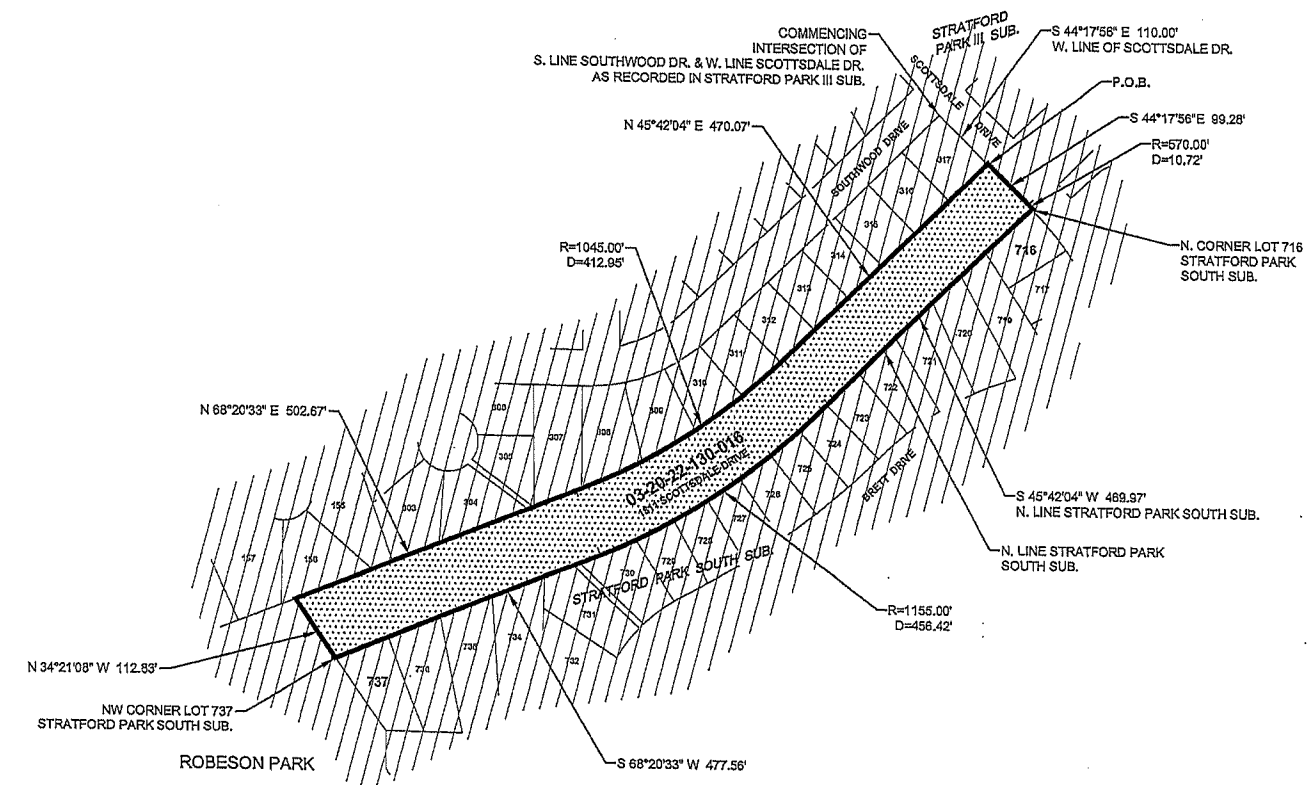 STRATFORD
PARK III SUB.
COMMENCING
INTERSECTION OF
S. LINE SOUTHWOOD DR. & W. LINE SCOTTSDALE DR.
AS RECORDED IN STRATFORD PARK III SUB.
S 44°17'56" E 110.00'
W. LINE OF SCOTTSDALE DR.
SCOTTSDALE DRIVE
P.O.B.
S 44°17'56"E 99.28'
R=570.00'
D=10.72'
N 45°42'04" E 470.07'
SOUTHWOOD DRIVE
317
316
315
314
313
312
311
310
309
308
307
305
304
303
N. CORNER LOT 716
STRATFORD PARK
SOUTH SUB.
716
717
719
720
721
722
723
724
725
726
727
R=1045.00'
D=412.95'
N 68°20'33" E 502.67'
03-20-22-130-016
SCOTTSDALE DRIVE
BRETT DRIVE
S 45°42'04" W 469.97'
N. LINE STRATFORD PARK SOUTH SUB.
N. LINE STRATFORD PARK
SOUTH SUB.
R=1155.00'
D=456.42'
STRATFORD PARK SOUTH SUB.
157
156
155
730
731
732
734
735
736
737
N 34°21'08" W 112.83'
NW CORNER LOT 737
STRATFORD PARK SOUTH SUB.
ROBESON PARK
S 68°20'33" W 477.56'